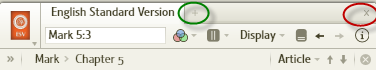 English Standard Version
ESV
Mark 5:3
Display
Mark > Chapter 5
Article